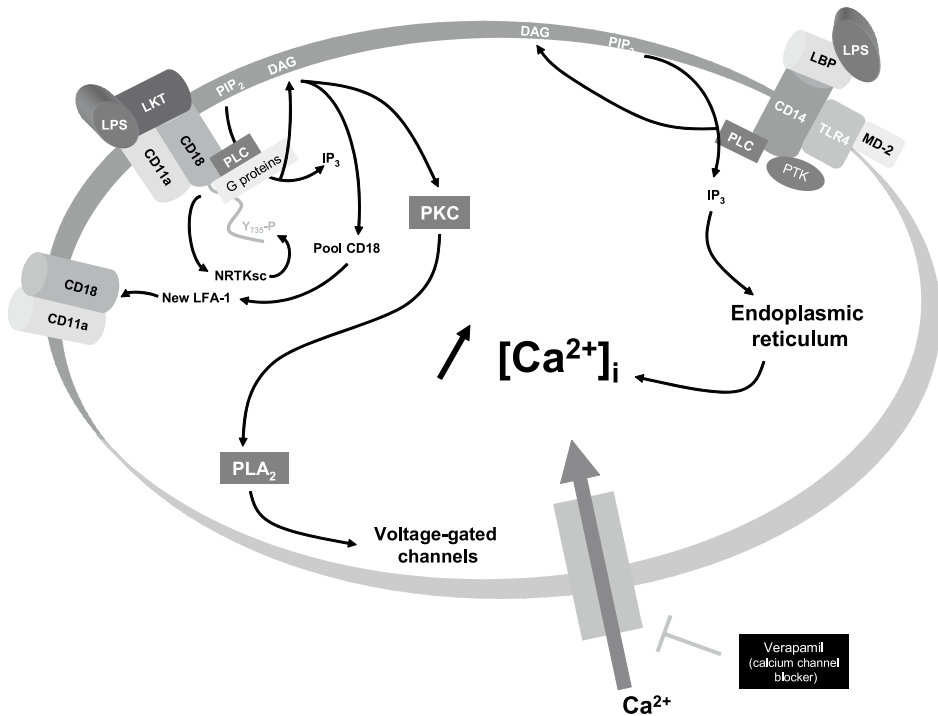 DAG
PIP₂
LPS
LBP
CD14
TLR4
MD-2
PLC
PTK
IP₃
DAG
PIP₂
LKT
LPS
CD18
CD11a
PLC
G proteins
IP₃
Y₇₃₅-P
NRTKsc
Pool CD18
New LFA-1
CD18
CD11a
PKC
Endoplasmic
reticulum
[Ca²⁺]ᵢ
PLA₂
Voltage-gated
channels
Verapamil
(calcium channel
blocker)
Ca²⁺